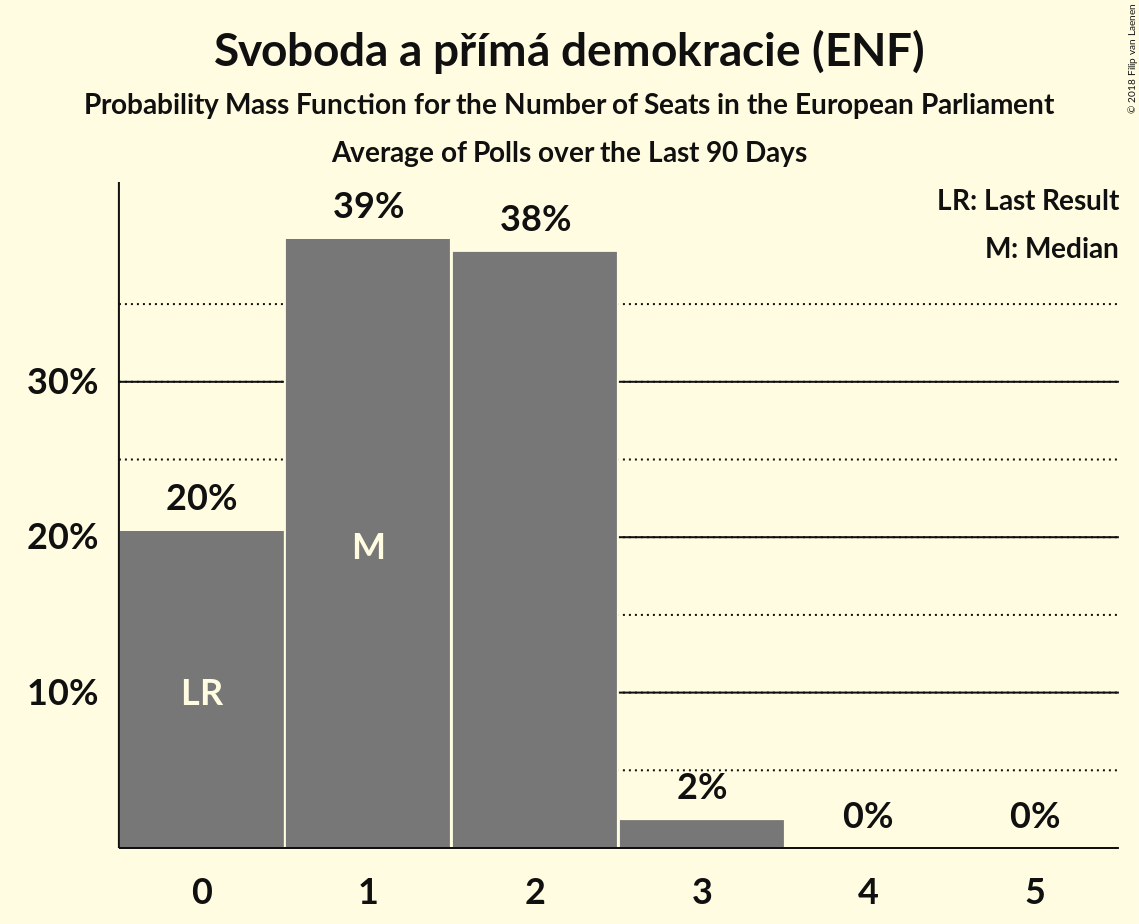 Svoboda a přímá demokracie (ENF)
Probability Mass Function for the Number of Seats in the European Parliament
Average of Polls over the Last 90 Days
© 2018 Filip van Laenen
LR: Last Result
M: Median
39%
38%
30%
20%
20%
M
10%
LR
2%
0%
0%
0
1
2
3
4
5